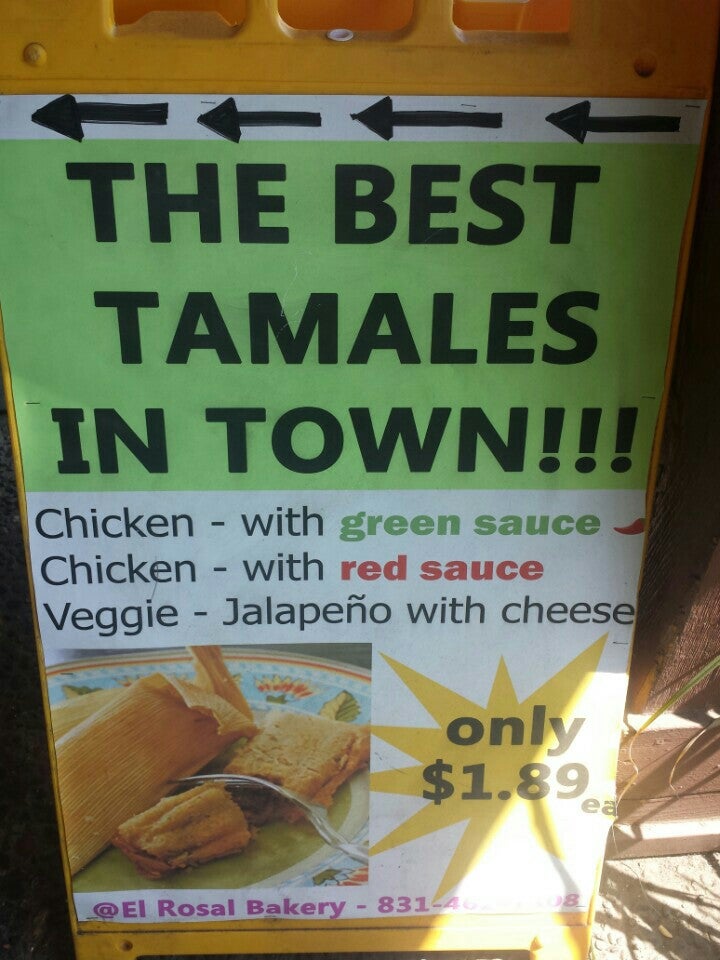 THE BEST
TAMALES
IN TOWN!!!
Chicken - with green sauce
Chicken - with red sauce
Veggie - Jalapeño with cheese
only
$1.89 ea
@El Rosal Bakery -